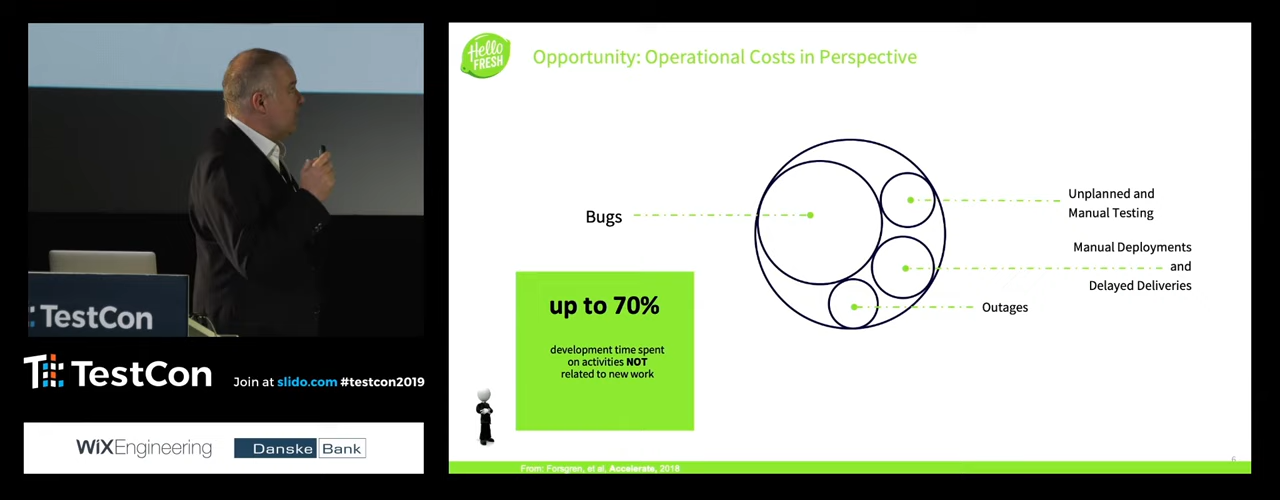 TestCon
TestCon
Join at slido.com #testcon2019
WiXEngineering
Danske Bank
Hello
FRESH
Opportunity: Operational Costs in Perspective
Bugs
Unplanned and
Manual Testing
Manual Deployments
and
Delayed Deliveries
Outages
up to 70%
development time spent
on activities NOT
related to new work
From: Forsgren, et al. Accelerate, 2018
6